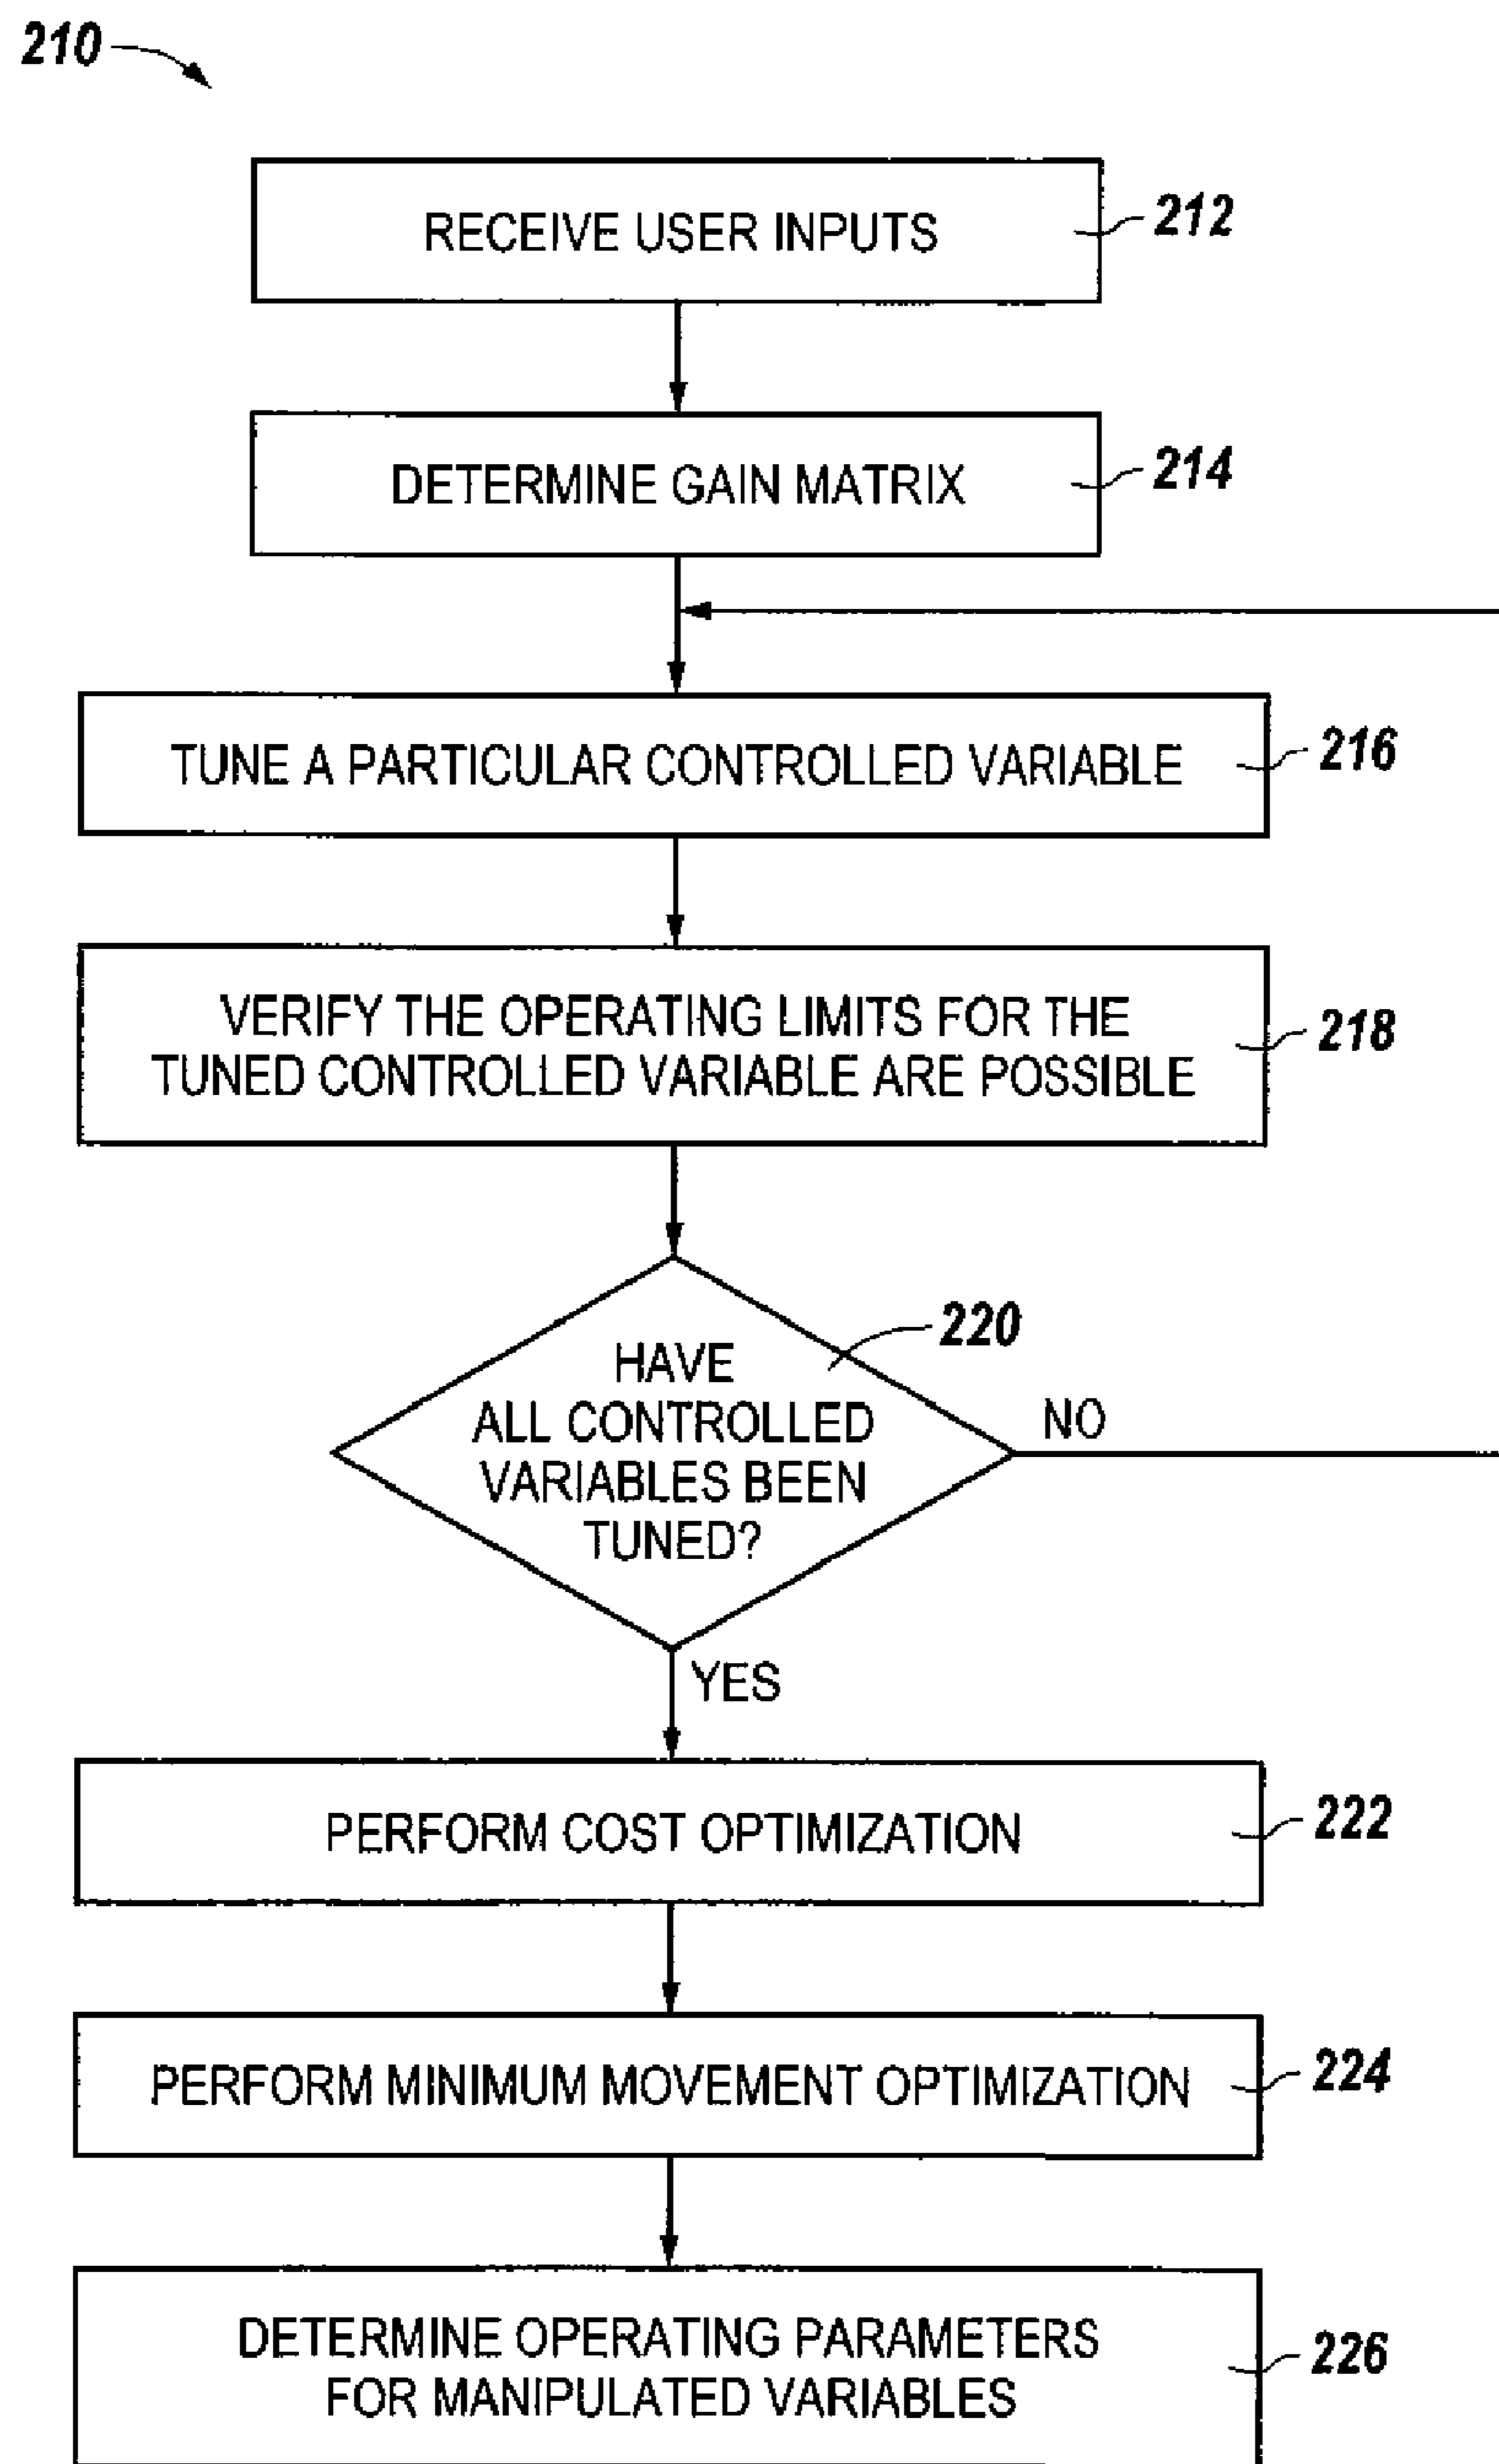 210
RECEIVE USER INPUTS
212
DETERMINE GAIN MATRIX
214
TUNE A PARTICULAR CONTROLLED VARIABLE
216
VERIFY THE OPERATING LIMITS FOR THE
TUNED CONTROLLED VARIABLE ARE POSSIBLE
218
220
HAVE
ALL CONTROLLED
VARIABLES BEEN
TUNED?
NO
YES
PERFORM COST OPTIMIZATION
222
PERFORM MINIMUM MOVEMENT OPTIMIZATION
224
DETERMINE OPERATING PARAMETERS
FOR MANIPULATED VARIABLES
226